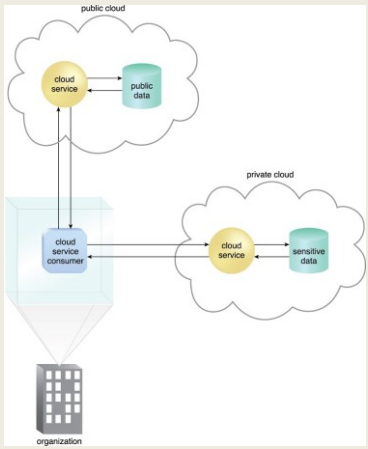 public cloud
cloud
service
public
data
private cloud
cloud
service
consumer
cloud
service
sensitive
data
organization